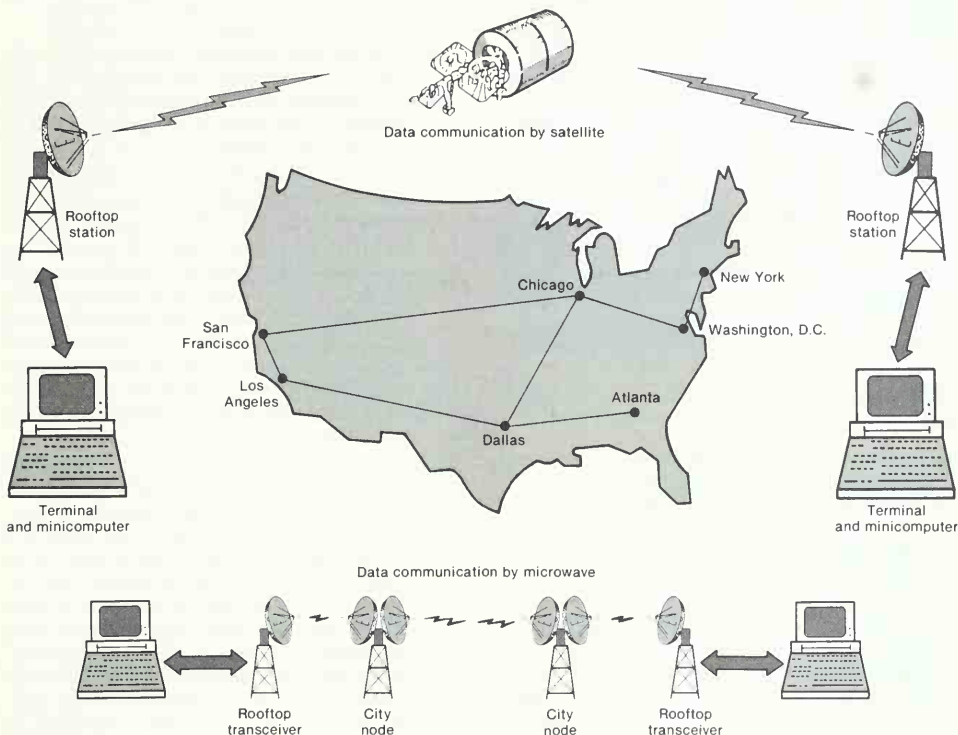 Data communication by satellite
Rooftop
station
Rooftop
station
Chicago
New York
San
Francisco
Washington, D.C.
Los
Angeles
Atlanta
Dallas
Terminal
and minicomputer
Terminal
and minicomputer
Data communication by microwave
Rooftop
transceiver
City
node
City
node
Rooftop
transceiver